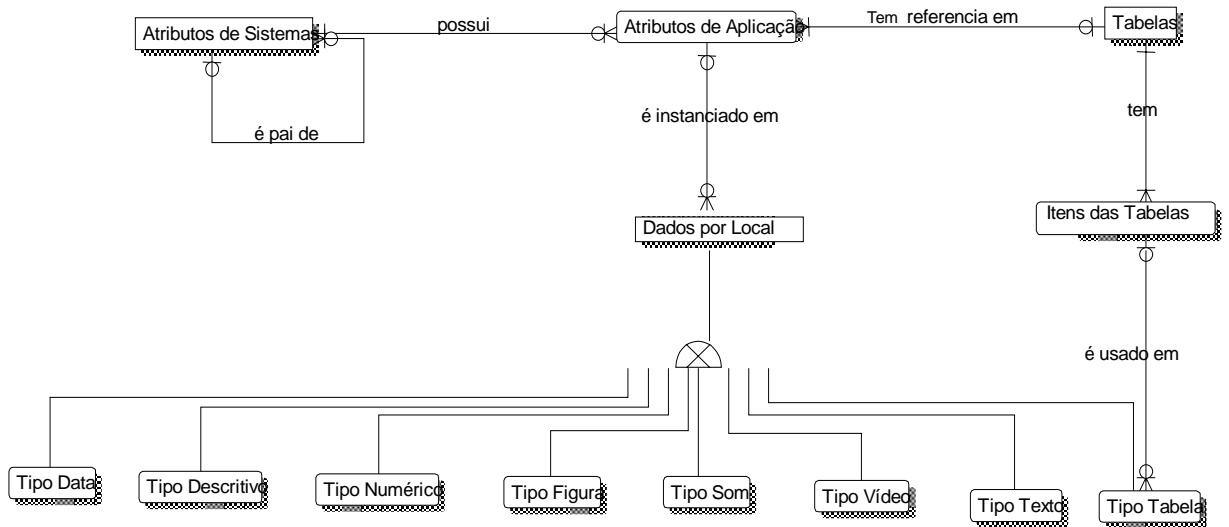 Atributos de Sistemas
possui
Atributos de Aplicação
Tem referencia em
Tabelas
é pai de
é instanciado em
tem
Dados por Local
Itens das Tabelas
é usado em
Tipo Data
Tipo Descritivo
Tipo Numérico
Tipo Figura
Tipo Som
Tipo Vídeo
Tipo Texto
Tipo Tabela